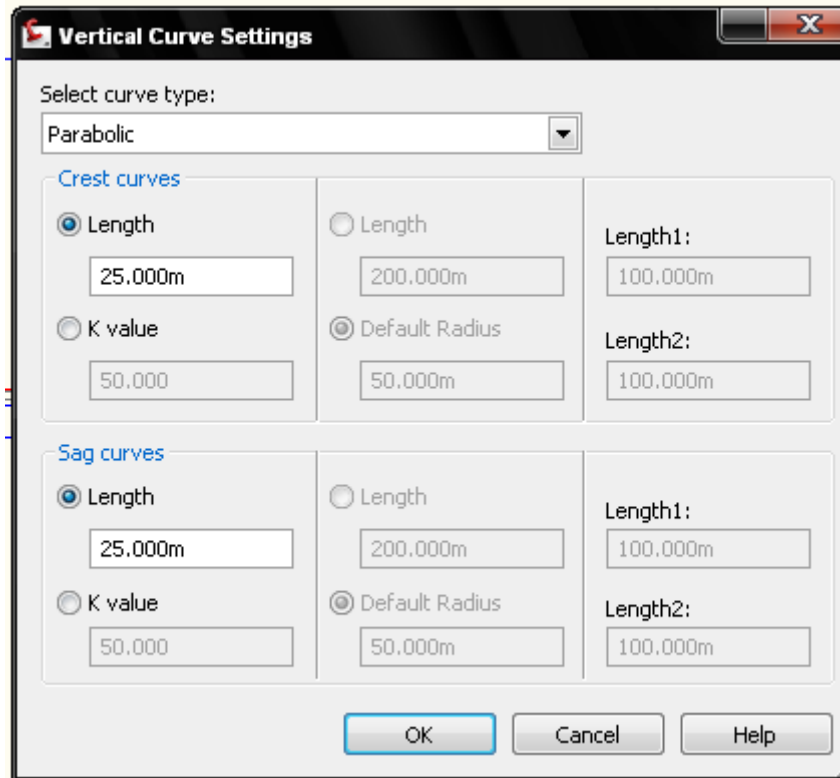 Vertical Curve Settings
Select curve type:
Parabolic
Crest curves
Length
25.000m
K value
50.000
Length
200.000m
Default Radius
50.000m
Length1:
100.000m
Length2:
100.000m
Sag curves
Length
25.000m
K value
50.000
Length
200.000m
Default Radius
50.000m
Length1:
100.000m
Length2:
100.000m
OK
Cancel
Help